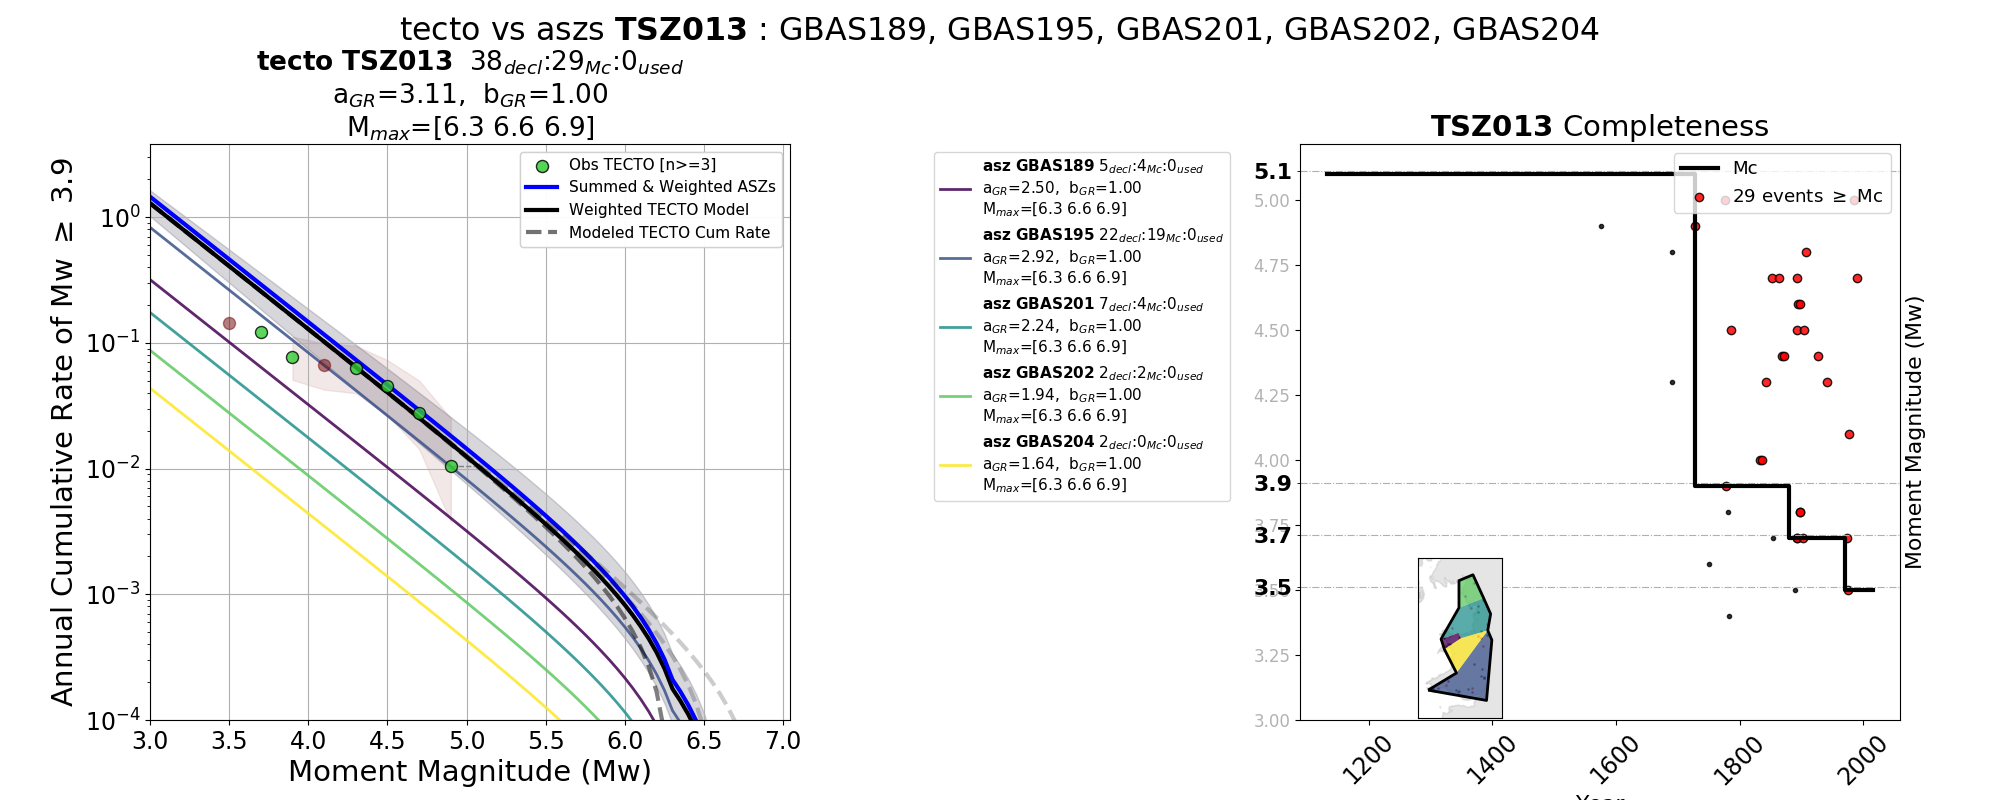 tecto vs aszs TSZ013 : GBAS189, GBAS195, GBAS201, GBAS202, GBAS204
tecto TSZ013 38decl:29Mc:0used
aGR=3.11, bGR=1.00
Mmax=[6.3 6.6 6.9]
Annual Cumulative Rate of Mw ≥ 3.9
10^0
10^−1
10^−2
10^−3
10^−4
3.0 3.5 4.0 4.5 5.0 5.5 6.0 6.5 7.0
Moment Magnitude (Mw)
Obs TECTO [n>=3]
Summed & Weighted ASZs
Weighted TECTO Model
Modeled TECTO Cum Rate
asz GBAS189 5decl:4Mc:0used
aGR=2.50, bGR=1.00
Mmax=[6.3 6.6 6.9]
asz GBAS195 22decl:19Mc:0used
aGR=2.92, bGR=1.00
Mmax=[6.3 6.6 6.9]
asz GBAS201 7decl:4Mc:0used
aGR=2.24, bGR=1.00
Mmax=[6.3 6.6 6.9]
asz GBAS202 2decl:2Mc:0used
aGR=1.94, bGR=1.00
Mmax=[6.3 6.6 6.9]
asz GBAS204 2decl:0Mc:0used
aGR=1.64, bGR=1.00
Mmax=[6.3 6.6 6.9]
TSZ013 Completeness
Mc
29 events ≥ Mc
5.1
5.00
4.75
4.50
4.25
4.00
3.9
3.75
3.7
3.5
3.25
3.00
Moment Magnitude (Mw)
1200 1400 1600 1800 2000
Year